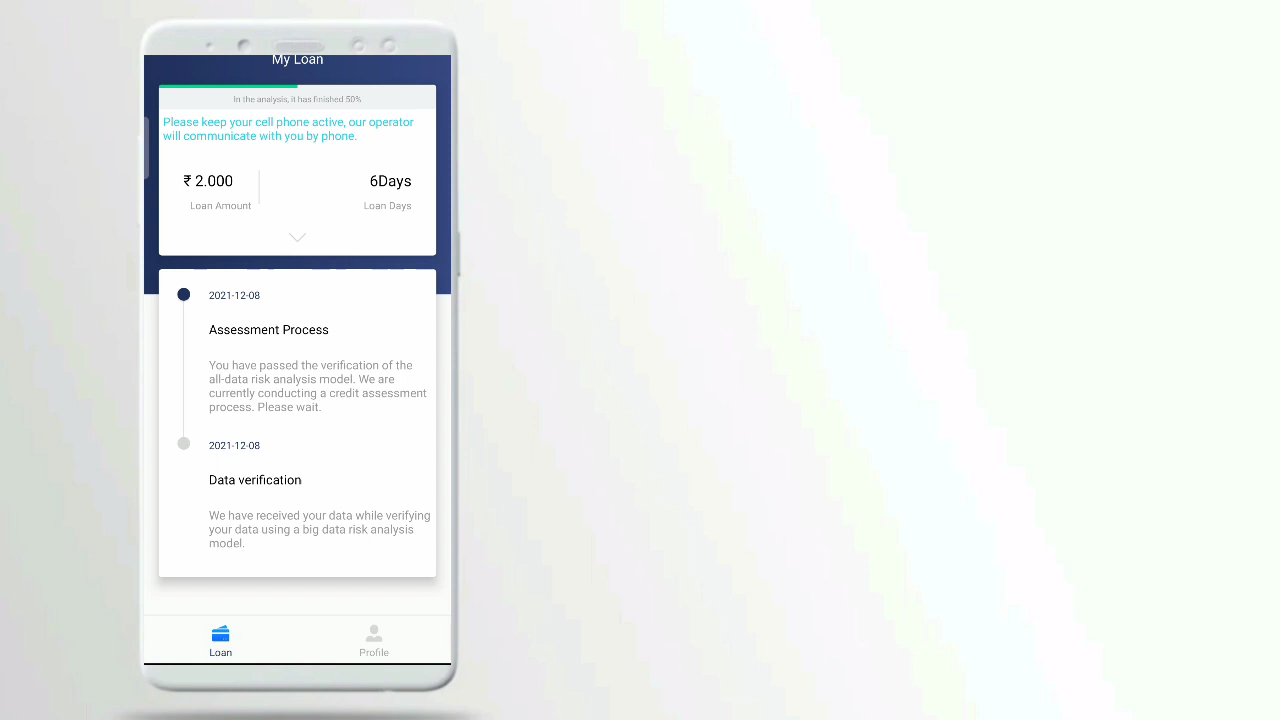 My Loan
In the analysis, it has finished 50%
Please keep your cell phone active, our operator
will communicate with you by phone.
₹ 2.000
6Days
Loan Amount
Loan Days
2021-12-08
Assessment Process
You have passed the verification of the
all-data risk analysis model. We are
currently conducting a credit assessment
process. Please wait.
2021-12-08
Data verification
We have received your data while verifying
your data using a big data risk analysis
model.
Loan
Profile